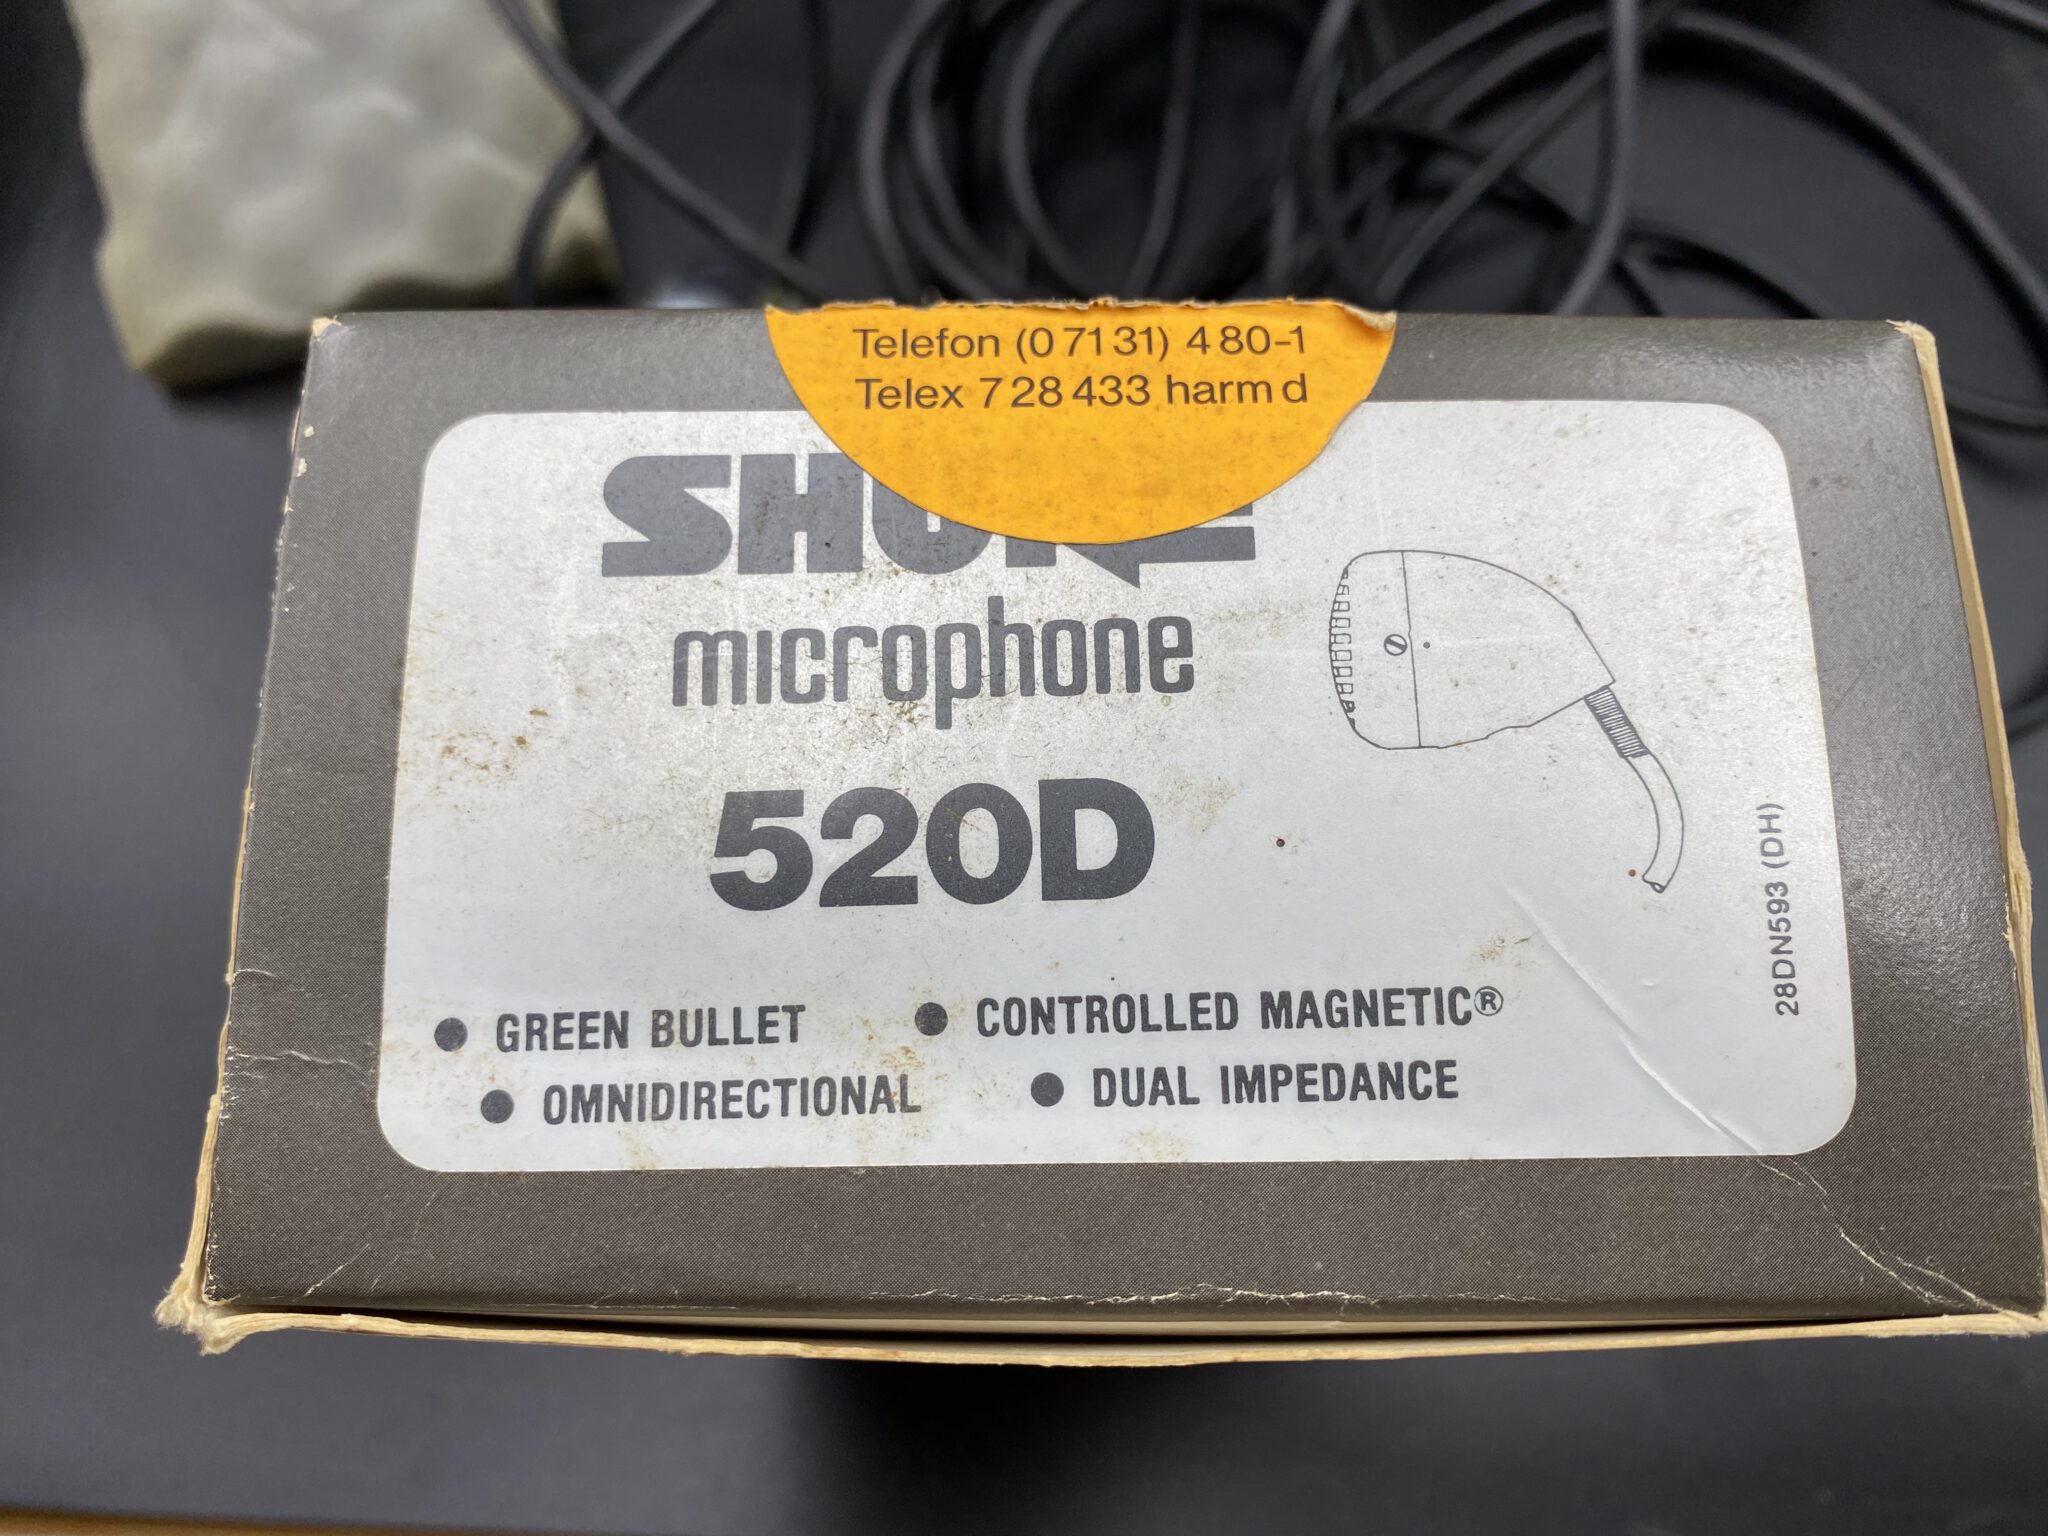 Telefon (0 71 31) 4 80-1
Telex 7 28 433 harm d
SHURE
microphone
520D
● GREEN BULLET ● CONTROLLED MAGNETIC®
● OMNIDIRECTIONAL ● DUAL IMPEDANCE
28DN593 (DH)